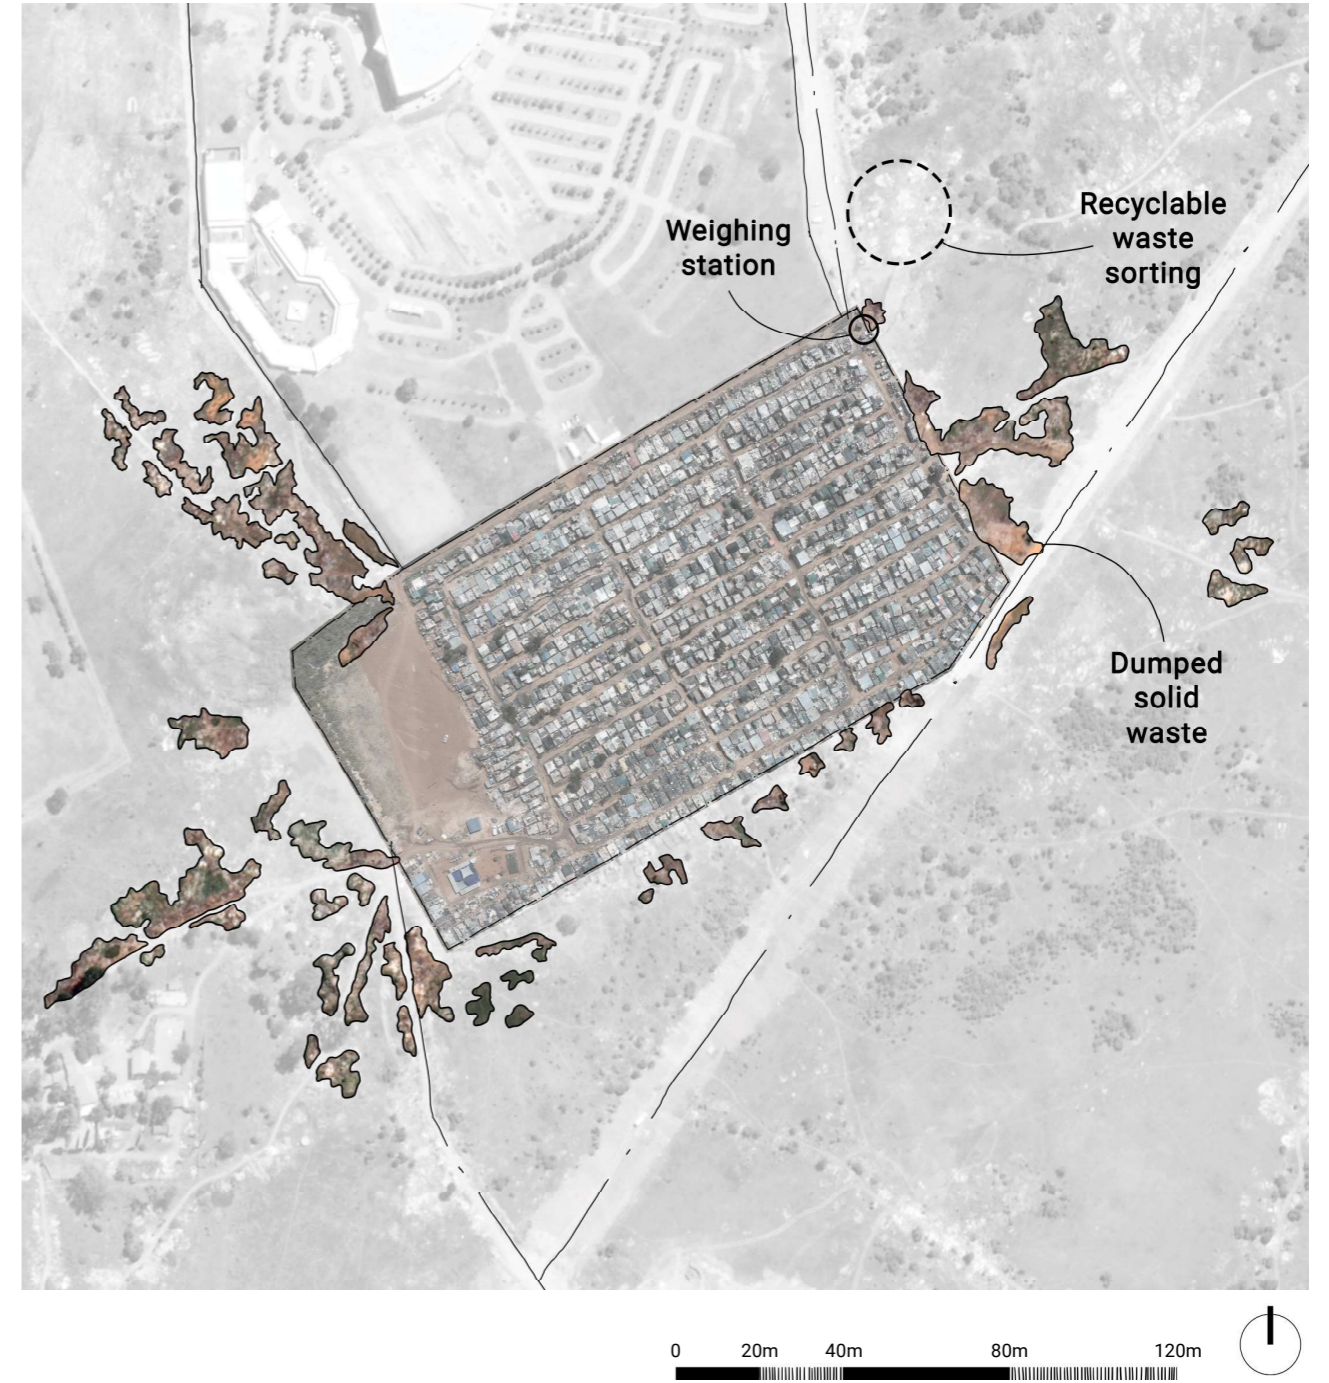 Weighing
station
Recyclable
waste
sorting
Dumped
solid
waste
0 20m 40m 80m 120m